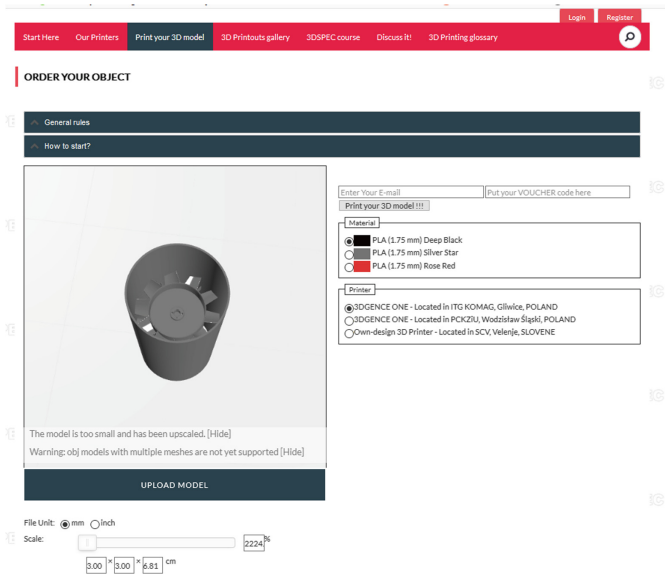 Login Register
Start Here Our Printers Print your 3D model 3D Printouts gallery 3DSPEC course Discuss it! 3D Printing glossary
ORDER YOUR OBJECT
General rules
How to start?
Enter Your E-mail Put your VOUCHER code here
Print your 3D model !!!
Material
PLA (1.75 mm) Deep Black
PLA (1.75 mm) Silver Star
PLA (1.75 mm) Rose Red
Printer
3DGENCE ONE - Located in ITG KOMAG, Gliwice, POLAND
3DGENCE ONE - Located in PCKZiU, Wodzisław Śląski, POLAND
Own-design 3D Printer - Located in SCV, Velenje, SLOVENE
The model is too small and has been upscaled. [Hide]
Warning: obj models with multiple meshes are not yet supported [Hide]
UPLOAD MODEL
File Unit: mm inch
Scale: 2224 %
3.00 × 3.00 × 6.81 cm